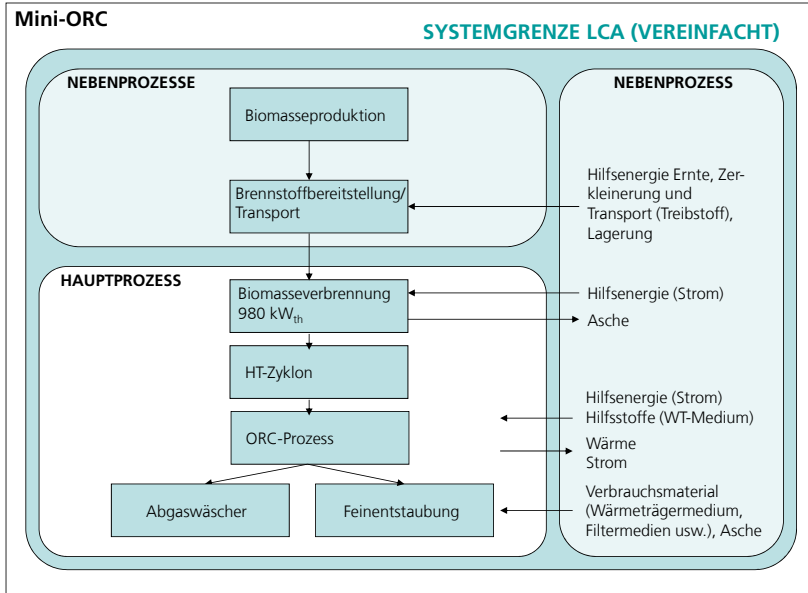 Mini-ORC
SYSTEMGRENZE LCA (VEREINFACHT)
NEBENPROZESSE
Biomasseproduktion
Brennstoffbereitstellung/
Transport
HAUPTPROZESS
Biomasseverbrennung
980 kWth
HT-Zyklon
ORC-Prozess
Abgaswäscher
Feinentstaubung
NEBENPROZESS
Hilfsenergie Ernte, Zer-
kleinerung und
Transport (Treibstoff),
Lagerung
Hilfsenergie (Strom)
Asche
Hilfsenergie (Strom)
Hilfsstoffe (WT-Medium)
Wärme
Strom
Verbrauchsmaterial
(Wärmeträgermedium,
Filtermedien usw.), Asche